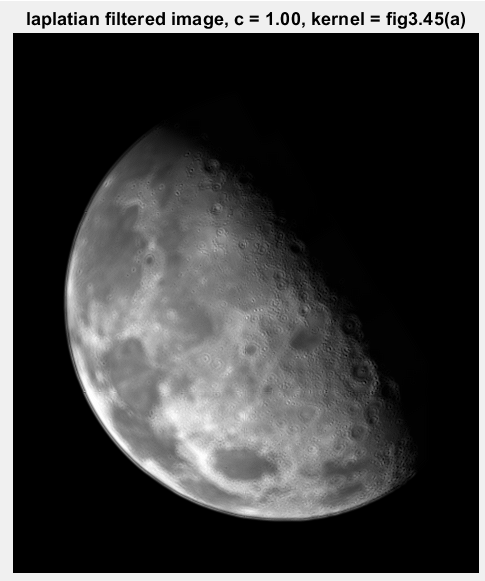 laplatian filtered image, c = 1.00, kernel = fig3.45(a)